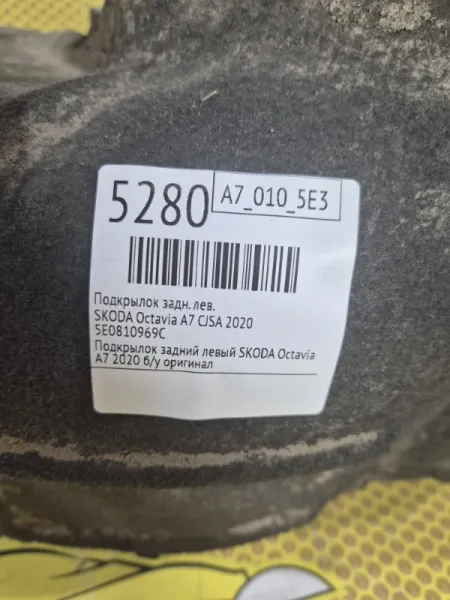 5280
A7_010_5E3
Подкрылок задн. лев.
SKODA Octavia A7 CJSA 2020
5E0810969C
Подкрылок задний левый SKODA Octavia
A7 2020 б/у оригинал